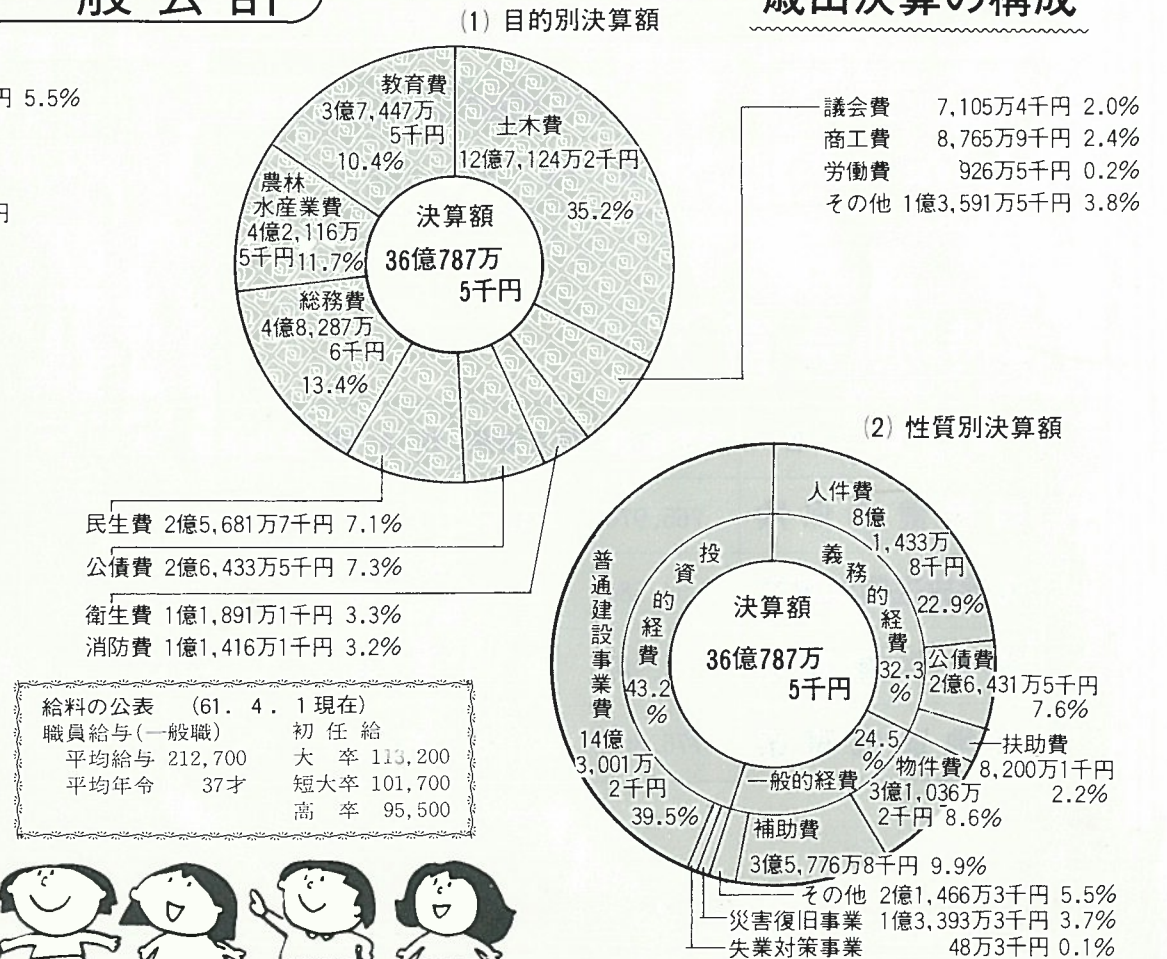 般会計
歳出決算の構成
円 5.5%
円
(1) 目的別決算額
教育費
3億7,447万
5千円
10.4%
土木費
12億7,124万2千円
35.2%
農林
水産業費
4億2,116万
5千円11.7%
決算額
36億787万
5千円
総務費
4億8,287万
6千円
13.4%
議会費 7,105万4千円 2.0%
商工費 8,765万9千円 2.4%
労働費 926万5千円 0.2%
その他 1億3,591万5千円 3.8%
民生費 2億5,681万7千円 7.1%
公債費 2億6,433万5千円 7.3%
衛生費 1億1,891万1千円 3.3%
消防費 1億1,416万1千円 3.2%
給料の公表 (61. 4. 1現在)
職員給与(一般職) 初任給
平均給与 212,700 大 卒 113,200
平均年令 37才 短大卒 101,700
高 卒 95,500
(2) 性質別決算額
人件費
8億
1,433万
8千円
22.9%
義務的経費
32.3
%
投資的経費
43.2
%
普通建設事業費
14億
3,001万
2千円
39.5%
決算額
36億787万
5千円
公債費
2億6,431万5千円
7.6%
扶助費
8,200万1千円
2.2%
24.5
%
一般的経費
物件費
3億1,036万
2千円 8.6%
補助費
3億5,776万8千円 9.9%
その他 2億1,466万3千円 5.5%
災害復旧事業 1億3,393万3千円 3.7%
失業対策事業 48万3千円 0.1%